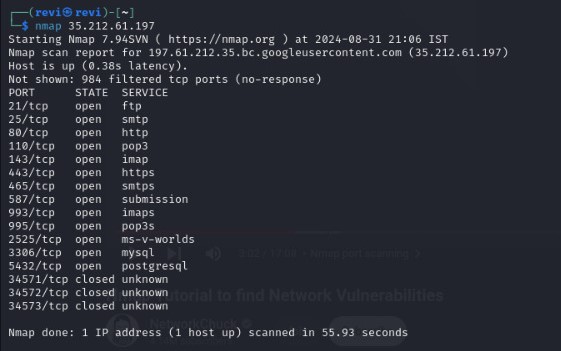 (revi㉿revi)-[~]
$ nmap 35.212.61.197
Starting Nmap 7.94SVN ( https://nmap.org ) at 2024-08-31 21:06 IST
Nmap scan report for 197.61.212.35.bc.googleusercontent.com (35.212.61.197)
Host is up (0.38s latency).
Not shown: 984 filtered tcp ports (no-response)
PORT STATE SERVICE
21/tcp open ftp
25/tcp open smtp
80/tcp open http
110/tcp open pop3
143/tcp open imap
443/tcp open https
465/tcp open smtps
587/tcp open submission
993/tcp open imaps
995/tcp open pop3s
2525/tcp open ms-v-worlds
3306/tcp open mysql
5432/tcp open postgresql
34571/tcp closed unknown
34572/tcp closed unknown
34573/tcp closed unknown
Nmap port scanning
utorial to find Network Vulnerabilities
NetworkChuck
Nmap done: 1 IP address (1 host up) scanned in 55.93 seconds